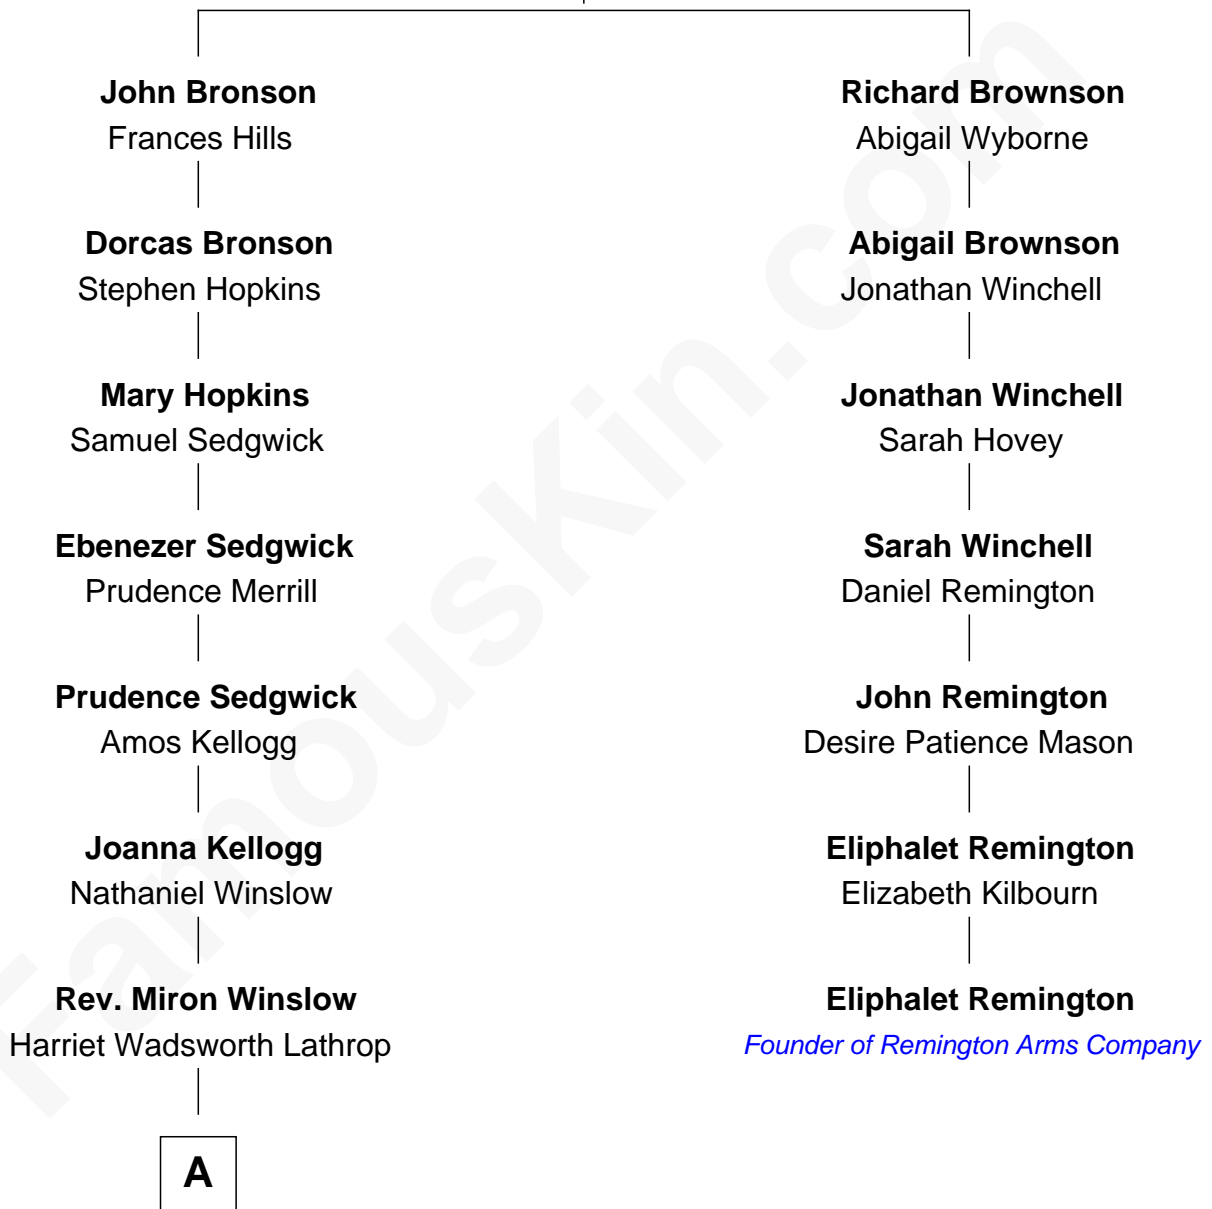 John Bronson
Frances Hills
Dorcas Bronson
Stephen Hopkins
Mary Hopkins
Samuel Sedgwick
Ebenezer Sedgwick
Prudence Merrill
Prudence Sedgwick
Amos Kellogg
Joanna Kellogg
Nathaniel Winslow
Rev. Miron Winslow
Harriet Wadsworth Lathrop
A
Richard Brownson
Abigail Wyborne
Abigail Brownson
Jonathan Winchell
Jonathan Winchell
Sarah Hovey
Sarah Winchell
Daniel Remington
John Remington
Desire Patience Mason
Eliphalet Remington
Elizabeth Kilbourn
Eliphalet Remington
Founder of Remington Arms Company
FamousKin.com